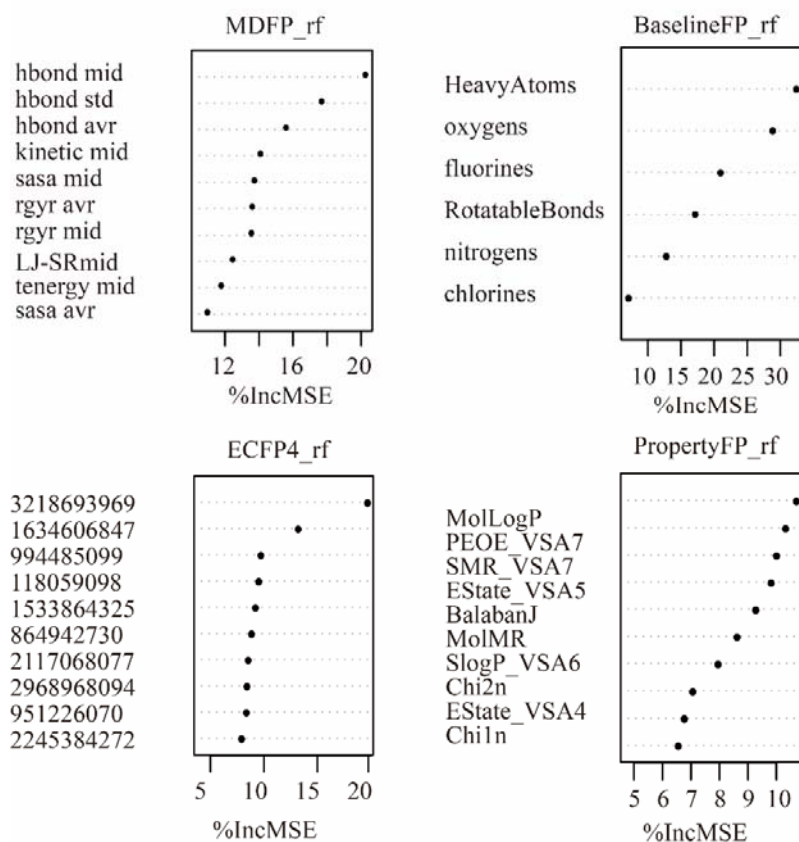 MDFP_rf
hbond mid
hbond std
hbond avr
kinetic mid
sasa mid
rgyr avr
rgyr mid
LJ-SRmid
tenergy mid
sasa avr
12 16 20
%IncMSE
BaselineFP_rf
HeavyAtoms
oxygens
fluorines
RotatableBonds
nitrogens
chlorines
10 15 20 25 30
%IncMSE
ECFP4_rf
3218693969
1634606847
994485099
118059098
1533864325
864942730
2117068077
2968968094
951226070
2245384272
5 10 15 20
%IncMSE
PropertyFP_rf
MolLogP
PEOE_VSA7
SMR_VSA7
EState_VSA5
BalabanJ
MolMR
SlogP_VSA6
Chi2n
EState_VSA4
Chi1n
5 6 7 8 9 10
%IncMSE